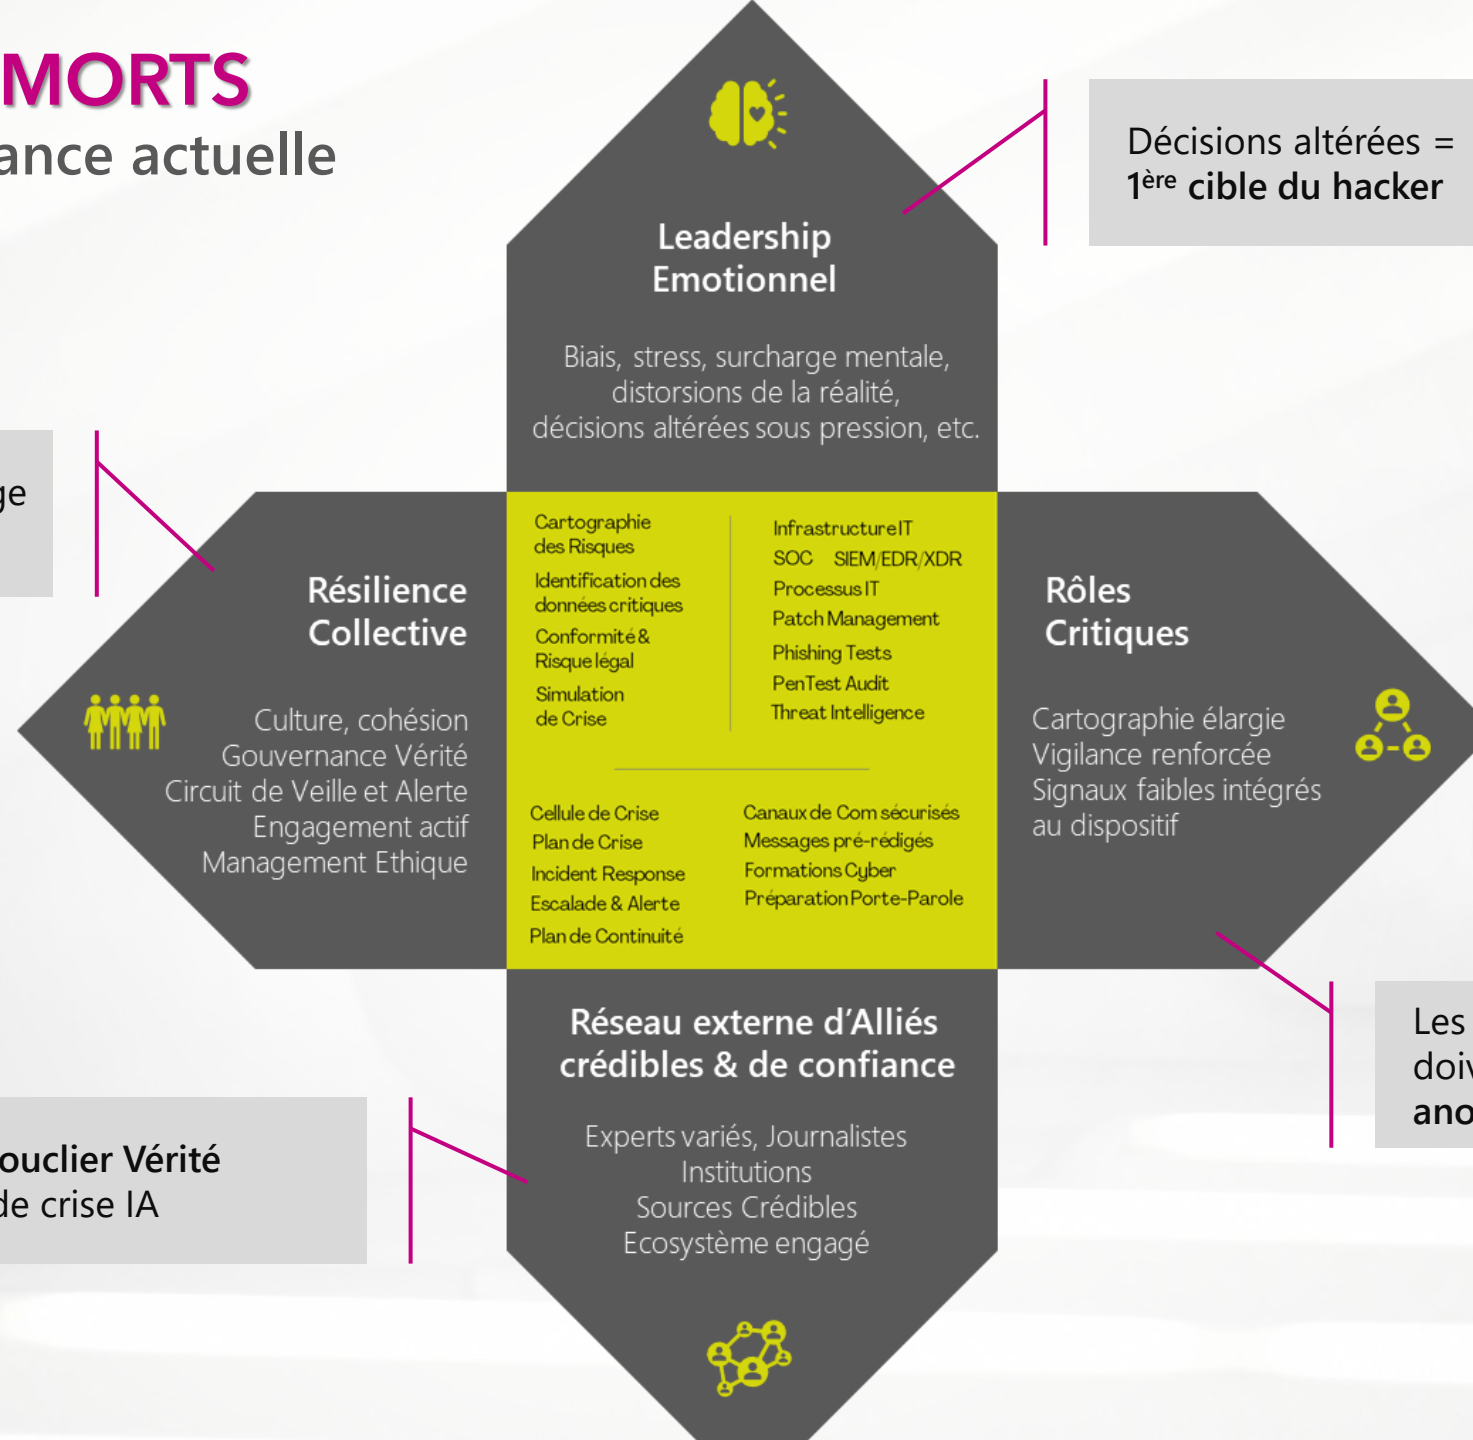 MORTS
ance actuelle
Décisions altérées =
1ère cible du hacker
Leadership
Emotionnel
Biais, stress, surcharge mentale,
distorsions de la réalité,
décisions altérées sous pression, etc.
ge
Résilience
Collective
Culture, cohésion
Gouvernance Vérité
Circuit de Veille et Alerte
Engagement actif
Management Ethique
Cartographie
des Risques
Identification des
données critiques
Conformité &
Risque légal
Simulation
de Crise
Infrastructure IT
SOC SIEM/EDR/XDR
Processus IT
Patch Management
Phishing Tests
PenTest Audit
Threat Intelligence
Cellule de Crise
Plan de Crise
Incident Response
Escalade & Alerte
Plan de Continuité
Canaux de Com sécurisés
Messages pré-rédigés
Formations Cyber
Préparation Porte-Parole
Rôles
Critiques
Cartographie élargie
Vigilance renforcée
Signaux faibles intégrés
au dispositif
Les
doiv
ano
Réseau externe d’Alliés
crédibles & de confiance
Experts variés, Journalistes
Institutions
Sources Crédibles
Ecosystème engagé
ouclier Vérité
de crise IA